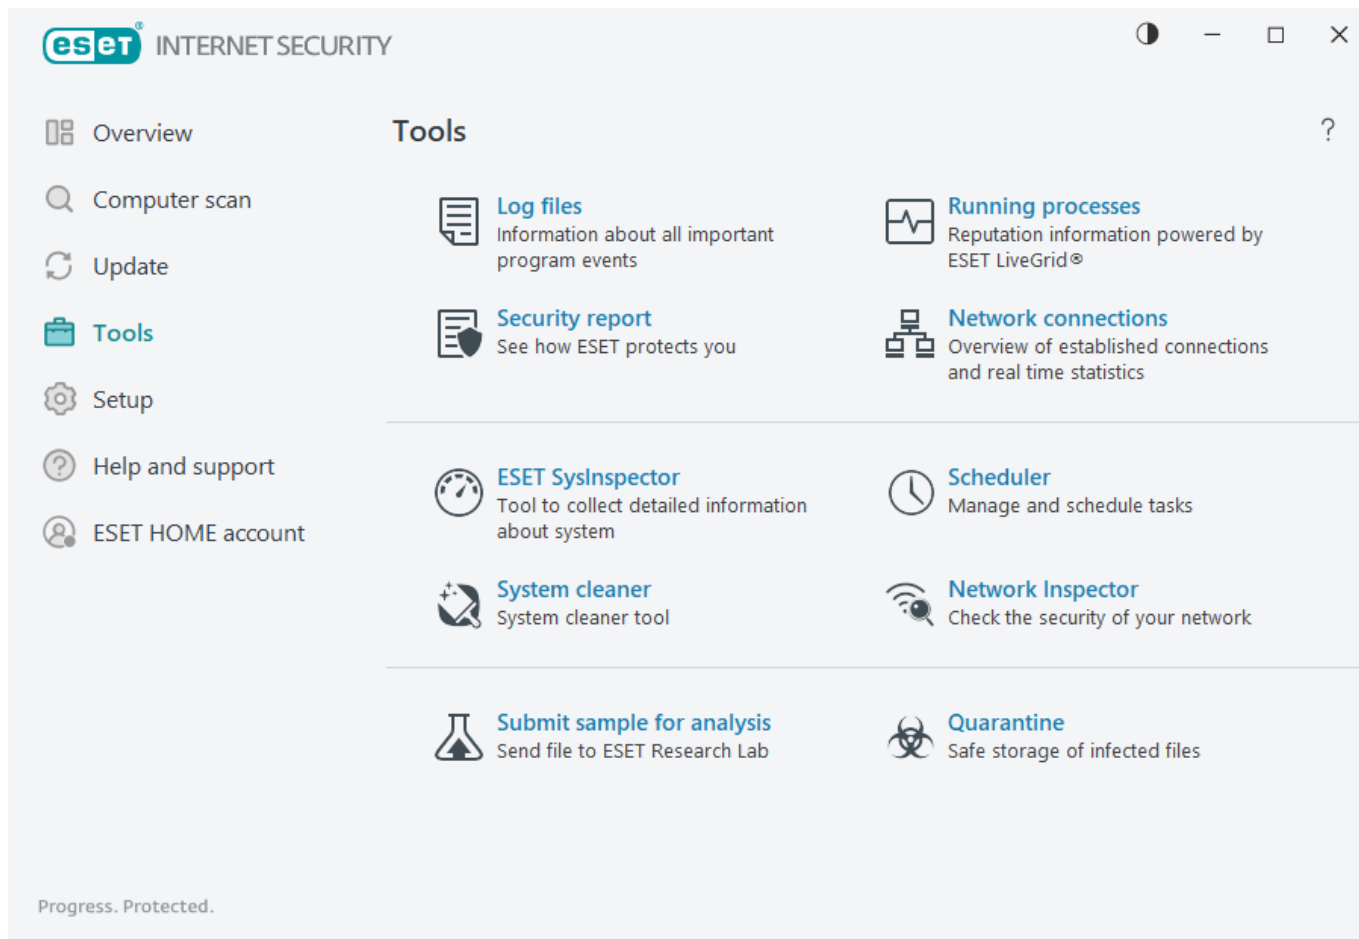 eset® INTERNET SECURITY
Overview
Computer scan
Update
Tools
Setup
Help and support
ESET HOME account
Tools
?
Log files
Information about all important
program events
Running processes
Reputation information powered by
ESET LiveGrid®
Security report
See how ESET protects you
Network connections
Overview of established connections
and real time statistics
ESET SysInspector
Tool to collect detailed information
about system
Scheduler
Manage and schedule tasks
System cleaner
System cleaner tool
Network Inspector
Check the security of your network
Submit sample for analysis
Send file to ESET Research Lab
Quarantine
Safe storage of infected files
Progress. Protected.